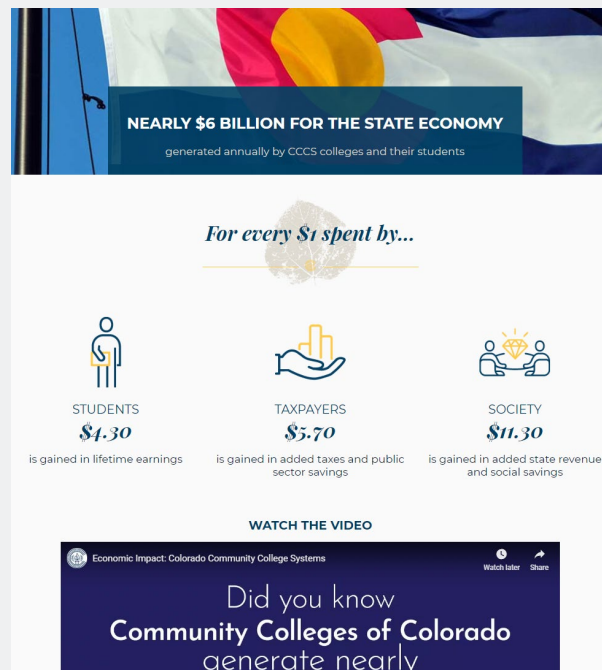 NEARLY $6 BILLION FOR THE STATE ECONOMY
generated annually by CCCS colleges and their students
For every $1 spent by...
STUDENTS
$4.30
is gained in lifetime earnings
TAXPAYERS
$5.70
is gained in added taxes and public
sector savings
SOCIETY
$11.30
is gained in added state revenue
and social savings
WATCH THE VIDEO
Economic Impact: Colorado Community College Systems
Watch later
Share
Did you know
Community Colleges of Colorado
generate nearly